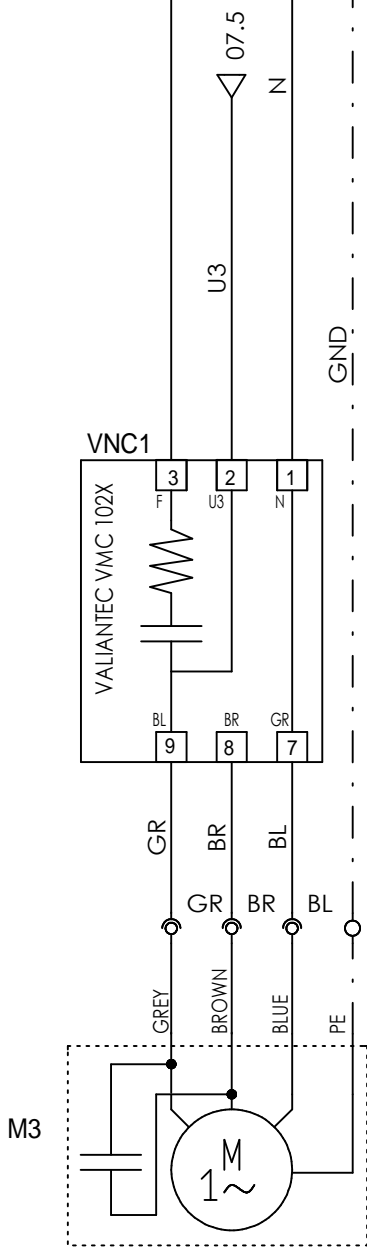 07.5
N
U3
GND
VNC1
3 2 1
F U3 N
VALIANTEC VMC 102X
BL BR GR
9 8 7
GR BR BL
GR BR BL
GREY BROWN BLUE PE
M3
M
1~